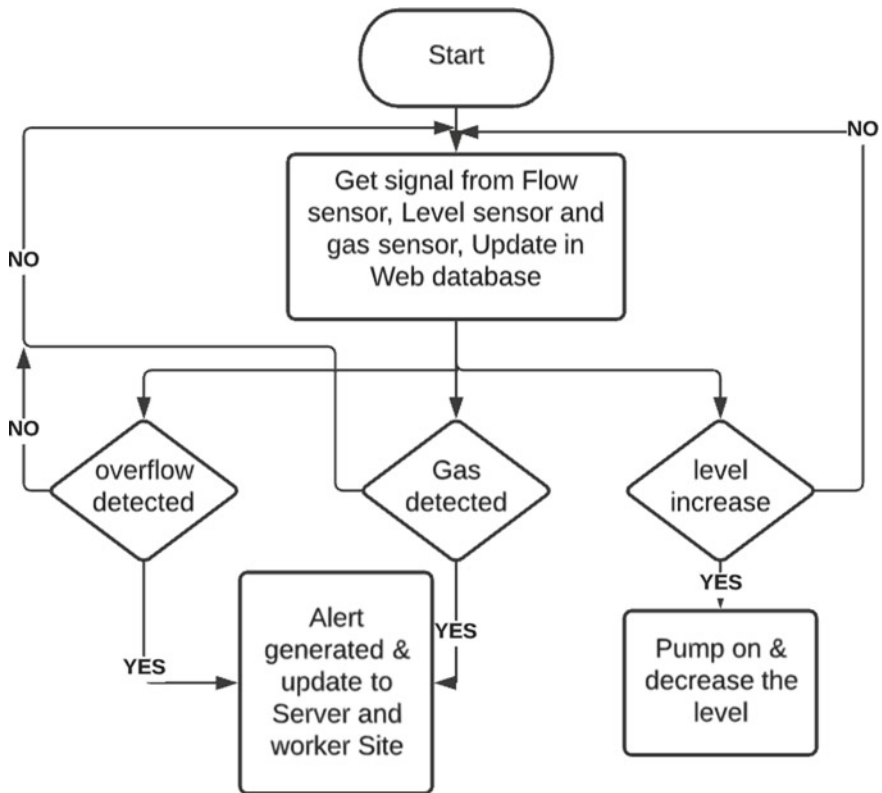 Start
NO
Get signal from Flow
sensor, Level sensor and
gas sensor, Update in
Web database
NO
NO
overflow
detected
Gas
detected
level
increase
YES
Alert
generated &
update to
Server and
worker Site
YES
YES
Pump on &
decrease the
level